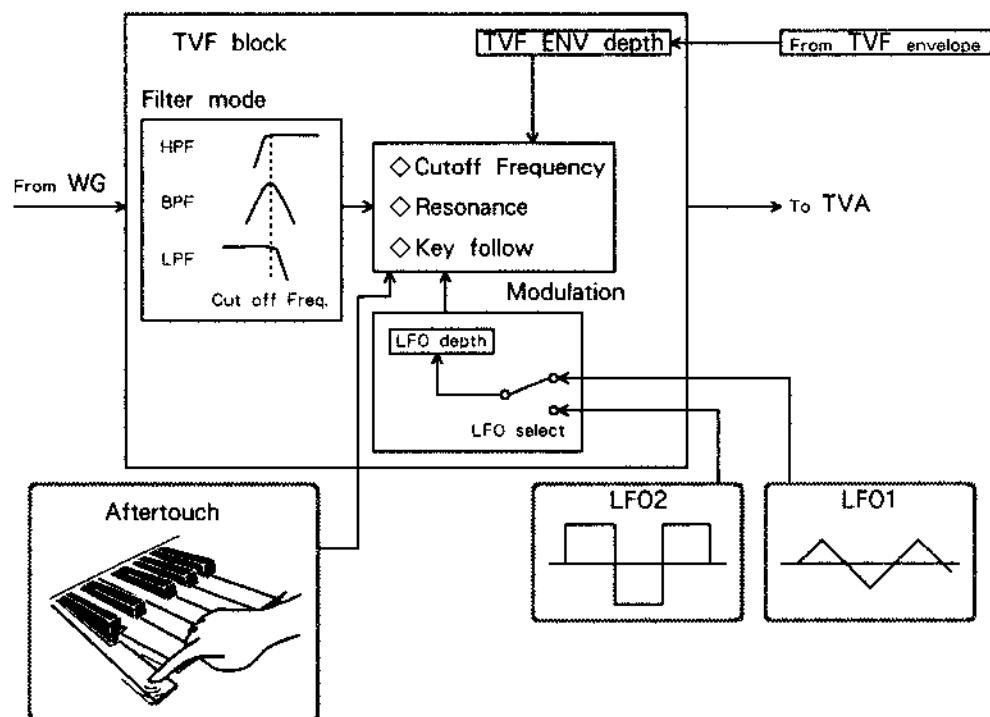 TVF block
TVF ENV depth
From TVF envelope
Filter mode
HPF
BPF
LPF
Cut off Freq.
From WG
◇ Cutoff Frequency
◇ Resonance
◇ Key follow
To TVA
Modulation
LFO depth
LFO select
Aftertouch
LFO2
LFO1